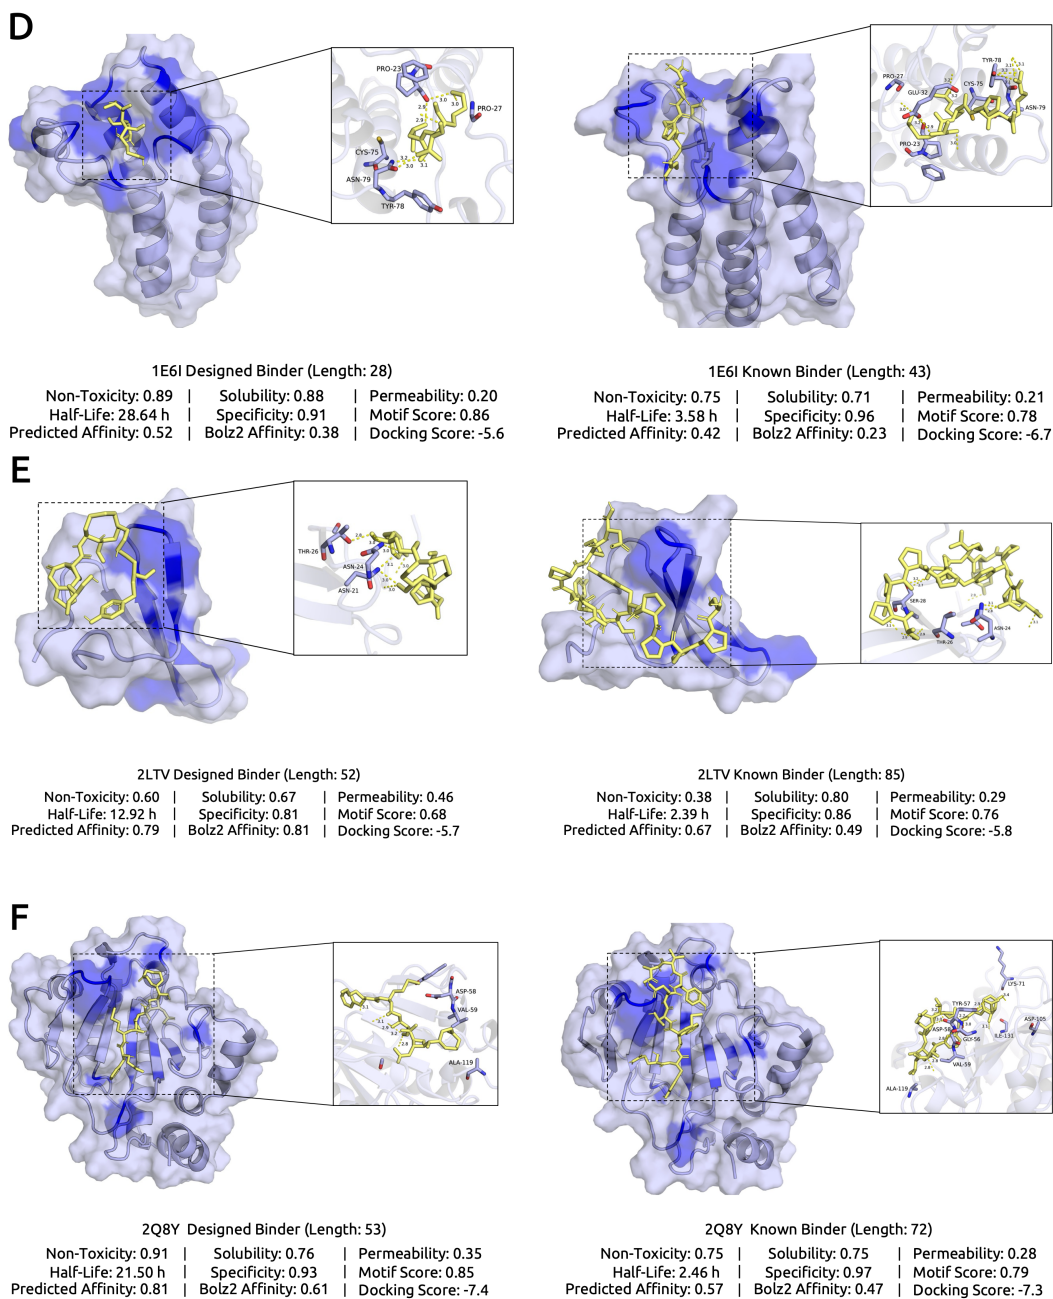 D
PRO-23
PRO-27
CYS-75
ASN-79
TYR-78
TYR-78
PRO-27
GLU-32
CYS-75
ASN-79
PRO-23
1E6I Designed Binder (Length: 28)
Non-Toxicity: 0.89 | Solubility: 0.88 | Permeability: 0.20
Half-Life: 28.64 h | Specificity: 0.91 | Motif Score: 0.86
Predicted Affinity: 0.52 | Bolz2 Affinity: 0.38 | Docking Score: -5.6
1E6I Known Binder (Length: 43)
Non-Toxicity: 0.75 | Solubility: 0.71 | Permeability: 0.21
Half-Life: 3.58 h | Specificity: 0.96 | Motif Score: 0.78
Predicted Affinity: 0.42 | Bolz2 Affinity: 0.23 | Docking Score: -6.7
E
THR-26
ASN-24
ASN-21
SER-28
THR-26
ASN-24
2LTV Designed Binder (Length: 52)
Non-Toxicity: 0.60 | Solubility: 0.67 | Permeability: 0.46
Half-Life: 12.92 h | Specificity: 0.81 | Motif Score: 0.68
Predicted Affinity: 0.79 | Bolz2 Affinity: 0.81 | Docking Score: -5.7
2LTV Known Binder (Length: 85)
Non-Toxicity: 0.38 | Solubility: 0.80 | Permeability: 0.29
Half-Life: 2.39 h | Specificity: 0.86 | Motif Score: 0.76
Predicted Affinity: 0.67 | Bolz2 Affinity: 0.49 | Docking Score: -5.8
F
ASP-58
VAL-59
ALA-119
LYS-71
TYR-57
ASP-105
ASP-58
GLY-56
ILE-131
VAL-59
ALA-119
2Q8Y Designed Binder (Length: 53)
Non-Toxicity: 0.91 | Solubility: 0.76 | Permeability: 0.35
Half-Life: 21.50 h | Specificity: 0.93 | Motif Score: 0.85
Predicted Affinity: 0.81 | Bolz2 Affinity: 0.61 | Docking Score: -7.4
2Q8Y Known Binder (Length: 72)
Non-Toxicity: 0.75 | Solubility: 0.75 | Permeability: 0.28
Half-Life: 2.46 h | Specificity: 0.97 | Motif Score: 0.79
Predicted Affinity: 0.57 | Bolz2 Affinity: 0.47 | Docking Score: -7.3